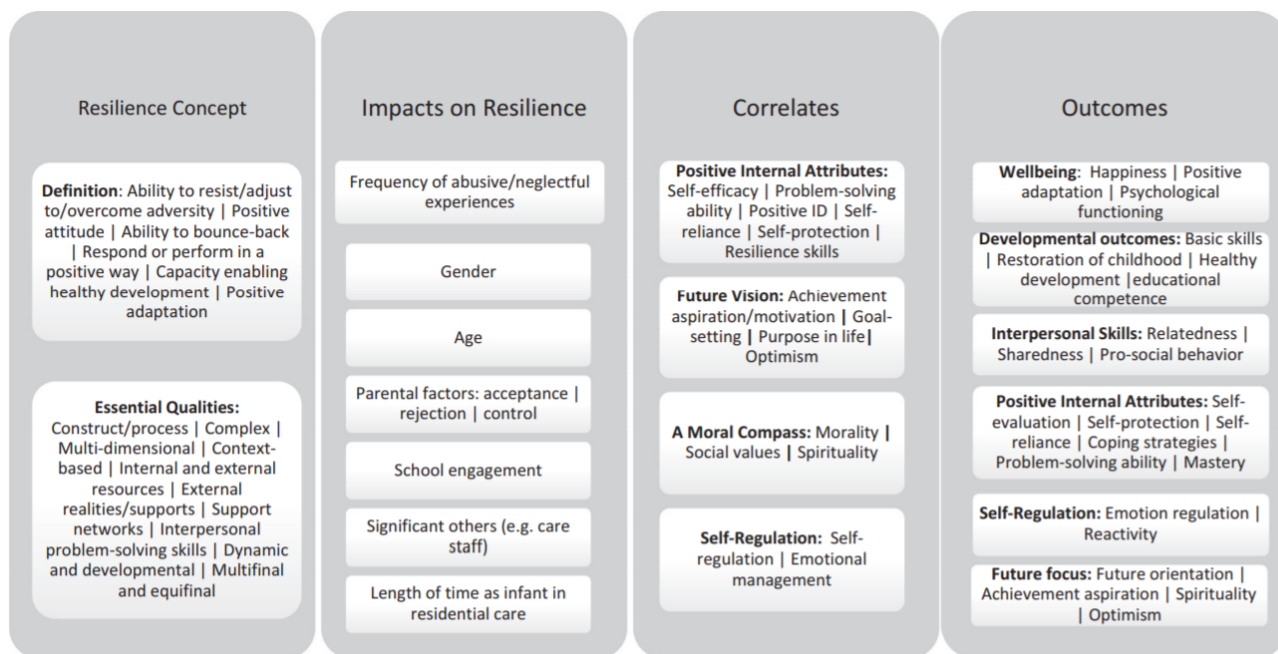 Resilience Concept
Definition: Ability to resist/adjust
to/overcome adversity | Positive
attitude | Ability to bounce-back
| Respond or perform in a
positive way | Capacity enabling
healthy development | Positive
adaptation
Essential Qualities:
Construct/process | Complex |
Multi-dimensional | Context-
based | Internal and external
resources | External
realities/supports | Support
networks | Interpersonal
problem-solving skills | Dynamic
and developmental | Multifinal
and equifinal
Impacts on Resilience
Frequency of abusive/neglectful
experiences
Gender
Age
Parental factors: acceptance |
rejection | control
School engagement
Significant others (e.g. care
staff)
Length of time as infant in
residential care
Correlates
Positive Internal Attributes:
Self-efficacy | Problem-solving
ability | Positive ID | Self-
reliance | Self-protection |
Resilience skills
Future Vision: Achievement
aspiration/motivation | Goal-
setting | Purpose in life|
Optimism
A Moral Compass: Morality |
Social values | Spirituality
Self-Regulation: Self-
regulation | Emotional
management
Outcomes
Wellbeing: Happiness | Positive
adaptation | Psychological
functioning
Developmental outcomes: Basic skills
| Restoration of childhood | Healthy
development |educational
competence
Interpersonal Skills: Relatedness |
Sharedness | Pro-social behavior
Positive Internal Attributes: Self-
evaluation | Self-protection | Self-
reliance | Coping strategies |
Problem-solving ability | Mastery
Self-Regulation: Emotion regulation |
Reactivity
Future focus: Future orientation |
Achievement aspiration | Spirituality
| Optimism